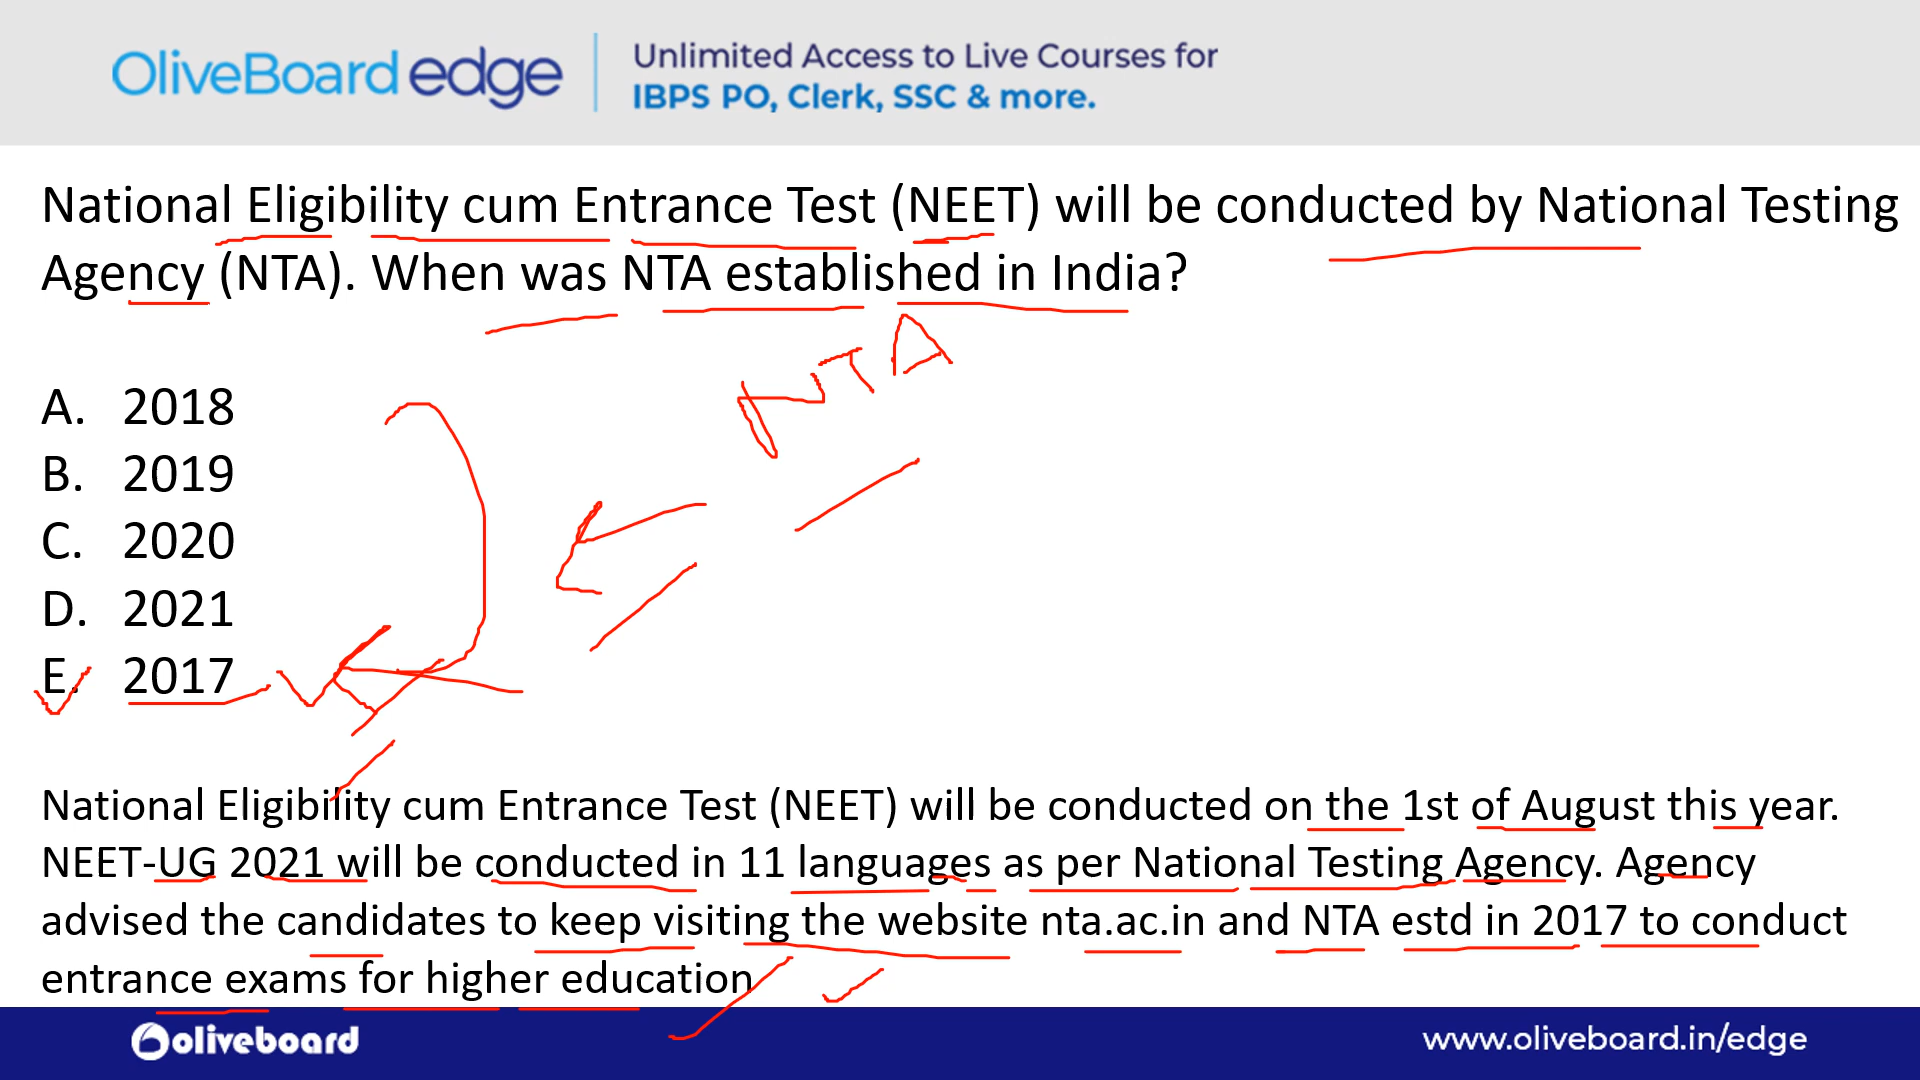 OliveBoard edge
Unlimited Access to Live Courses for
IBPS PO, Clerk, SSC & more.
National Eligibility cum Entrance Test (NEET) will be conducted by National Testing
Agency (NTA). When was NTA established in India?
NTA
A. 2018
B. 2019
C. 2020
D. 2021
E. 2017
National Eligibility cum Entrance Test (NEET) will be conducted on the 1st of August this year.
NEET-UG 2021 will be conducted in 11 languages as per National Testing Agency. Agency
advised the candidates to keep visiting the website nta.ac.in and NTA estd in 2017 to conduct
entrance exams for higher education
oliveboard
www.oliveboard.in/edge